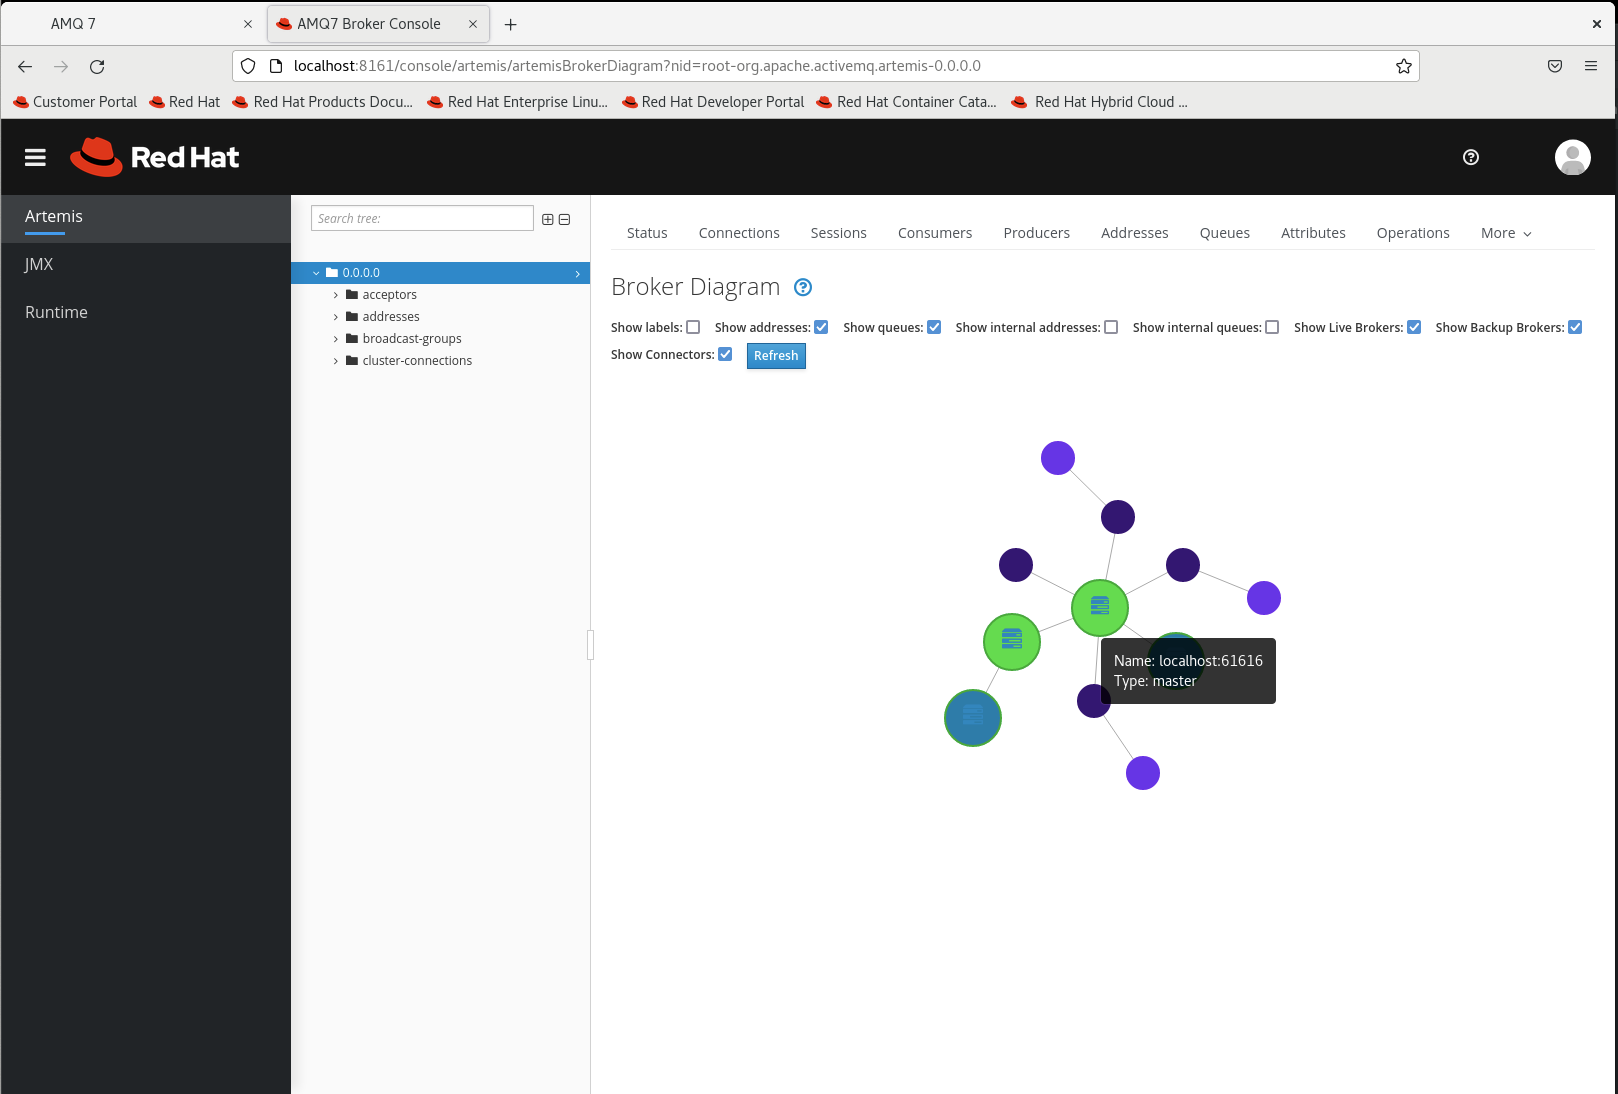 AMQ 7
AMQ7 Broker Console
localhost:8161/console/artemis/artemisBrokerDiagram?nid=root-org.apache.activemq.artemis-0.0.0.0
Customer Portal Red Hat Red Hat Products Docu... Red Hat Enterprise Linu... Red Hat Developer Portal Red Hat Container Cata... Red Hat Hybrid Cloud ...
Red Hat
Artemis
JMX
Runtime
Search tree:
0.0.0.0
acceptors
addresses
broadcast-groups
cluster-connections
Status Connections Sessions Consumers Producers Addresses Queues Attributes Operations More
Broker Diagram
Show labels: Show addresses: Show queues: Show internal addresses: Show internal queues: Show Live Brokers: Show Backup Brokers:
Show Connectors: Refresh
Name: localhost:61616
Type: master